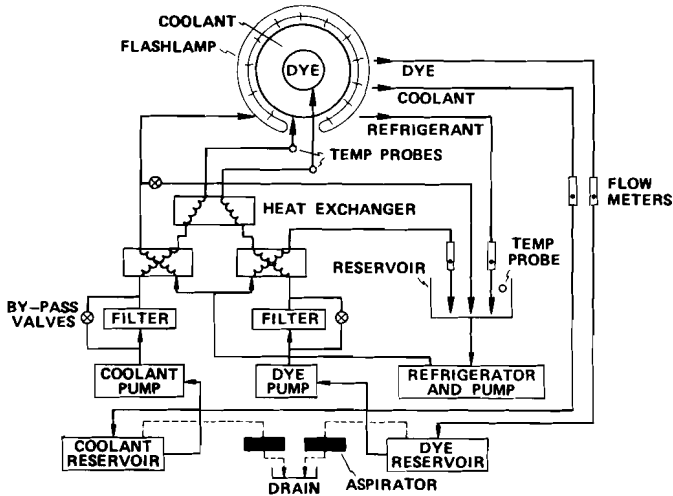 COOLANT
FLASHLAMP
DYE
DYE
COOLANT
REFRIGERANT
TEMP PROBES
FLOW
METERS
HEAT EXCHANGER
TEMP
PROBE
RESERVOIR
BY-PASS
VALVES
FILTER
FILTER
COOLANT
PUMP
DYE
PUMP
REFRIGERATOR
AND PUMP
COOLANT
RESERVOIR
DYE
RESERVOIR
DRAIN
ASPIRATOR